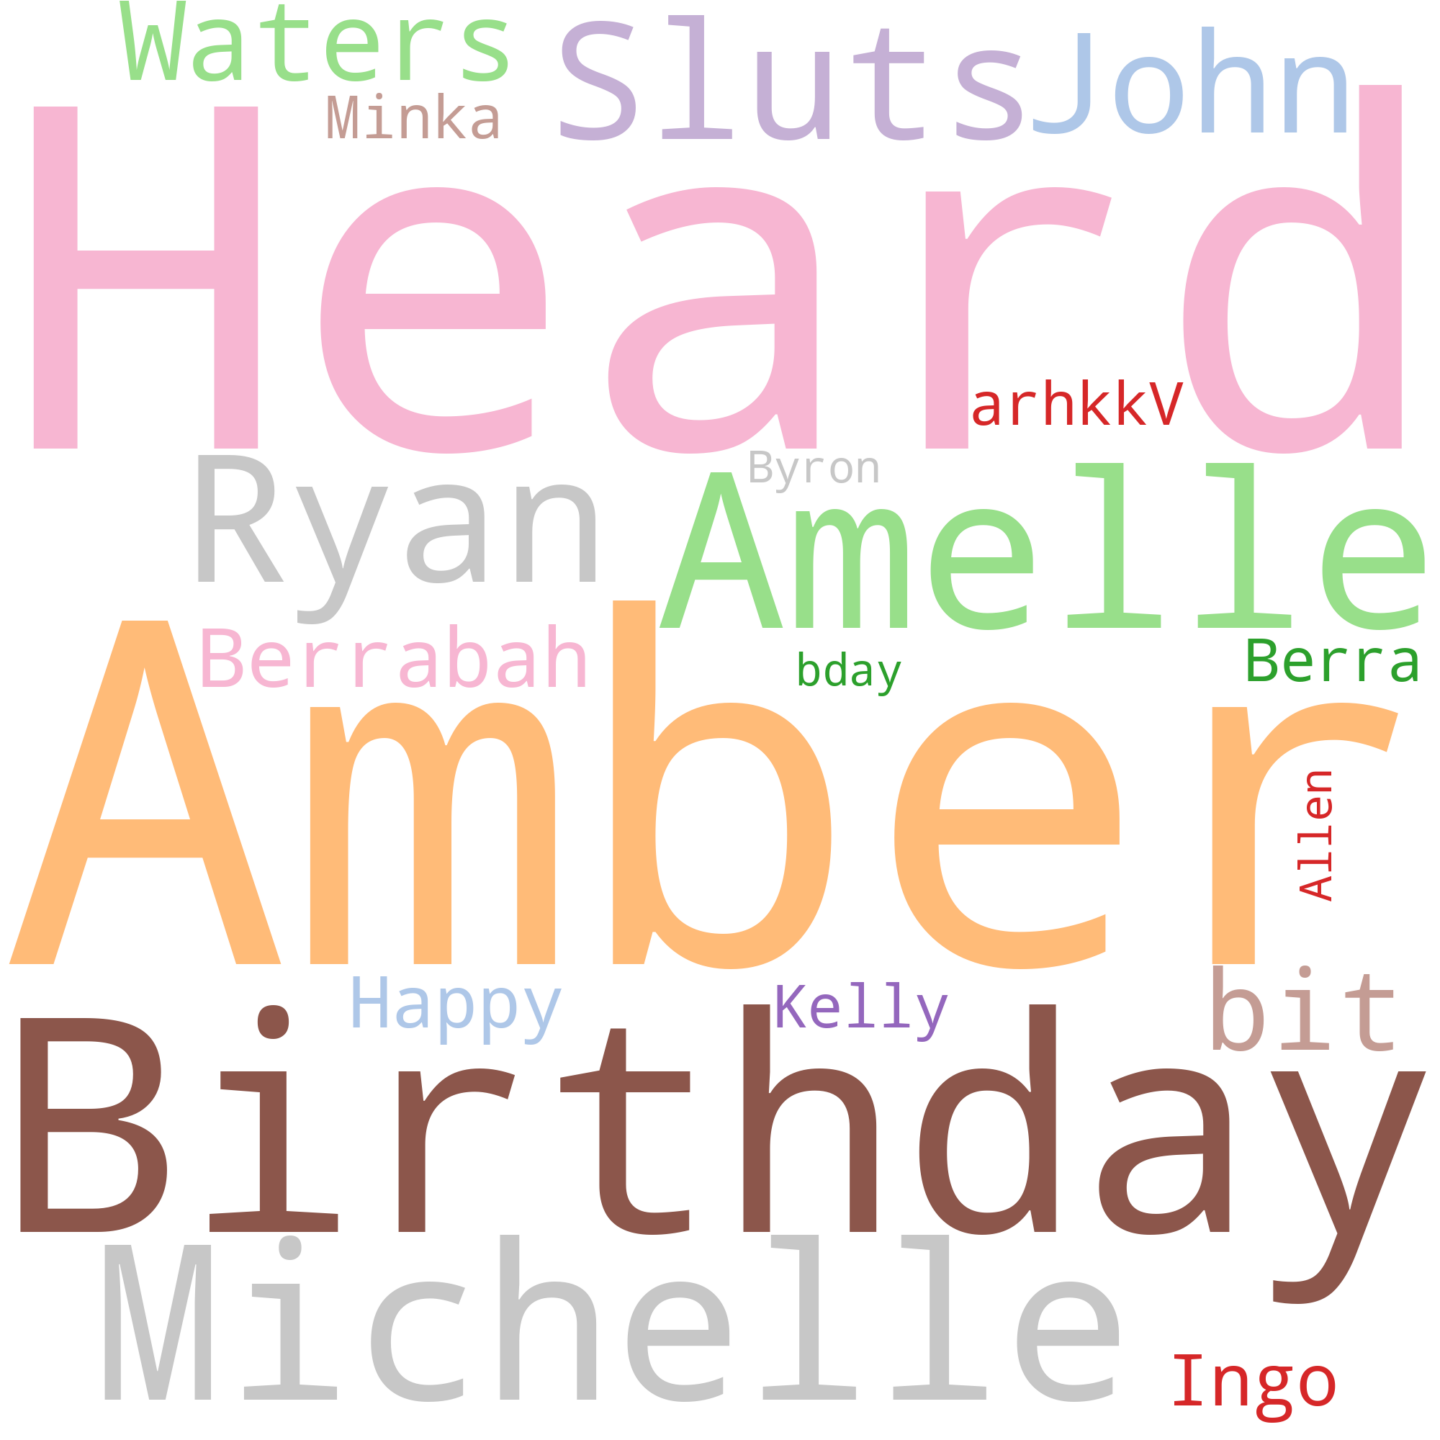 Waters
Sluts
John
Minka
Heard
arhkkV
Byron
Ryan
Amelle
Berrabah
bday
Berra
Amber
Allen
Happy
Kelly
bit
Birthday
Michelle
Ingo